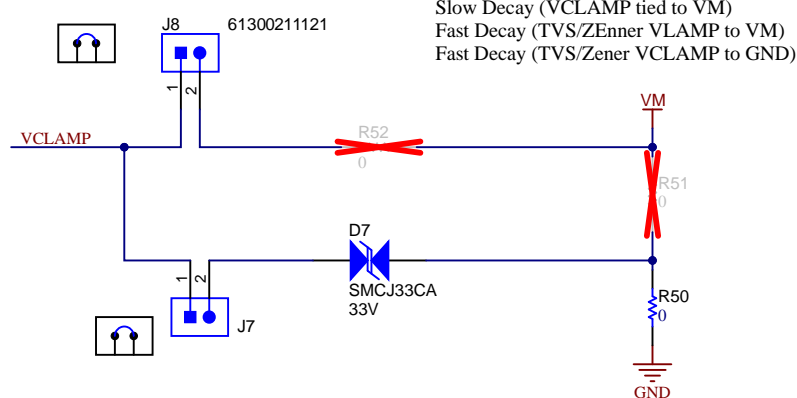 Slow Decay (VCLAMP tied to VM)
Fast Decay (TVS/ZEnner VLAMP to VM)
Fast Decay (TVS/Zener VCLAMP to GND)
J8
61300211121
1
2
VM
VCLAMP
R52
0
R51
0
D7
SMCJ33CA
33V
1
2
J7
R50
0
GND